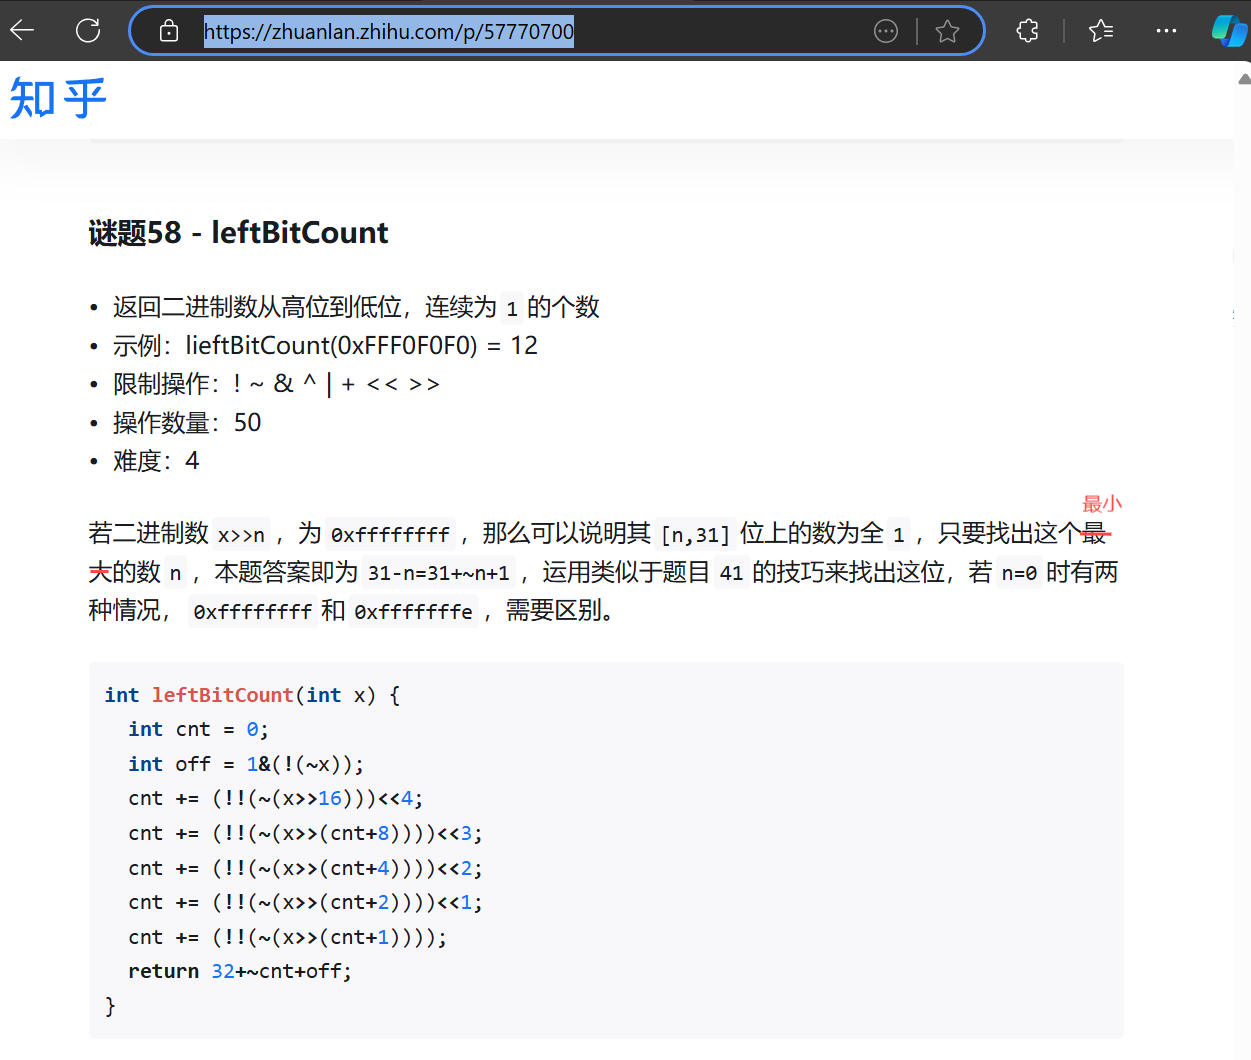 https://zhuanlan.zhihu.com/p/57770700
知乎
谜题58 - leftBitCount
• 返回二进制数从高位到低位，连续为 1 的个数
• 示例：lieftBitCount(0xFFF0F0F0) = 12
• 限制操作：! ~ & ^ | + << >>
• 操作数量：50
• 难度：4
最小
若二进制数 x>>n ，为 0xffffffff ，那么可以说明其 [n,31] 位上的数为全 1 ，只要找出这个最
大的数 n ，本题答案即为 31-n=31+~n+1 ，运用类似于题目 41 的技巧来找出这位，若 n=0 时有两
种情况， 0xffffffff 和 0xfffffffe ，需要区别。
int leftBitCount(int x) {
  int cnt = 0;
  int off = 1&(!(~x));
  cnt += (!!(~(x>>16)))<<4;
  cnt += (!!(~(x>>(cnt+8))))<<3;
  cnt += (!!(~(x>>(cnt+4))))<<2;
  cnt += (!!(~(x>>(cnt+2))))<<1;
  cnt += (!!(~(x>>(cnt+1))));
  return 32+~cnt+off;
}